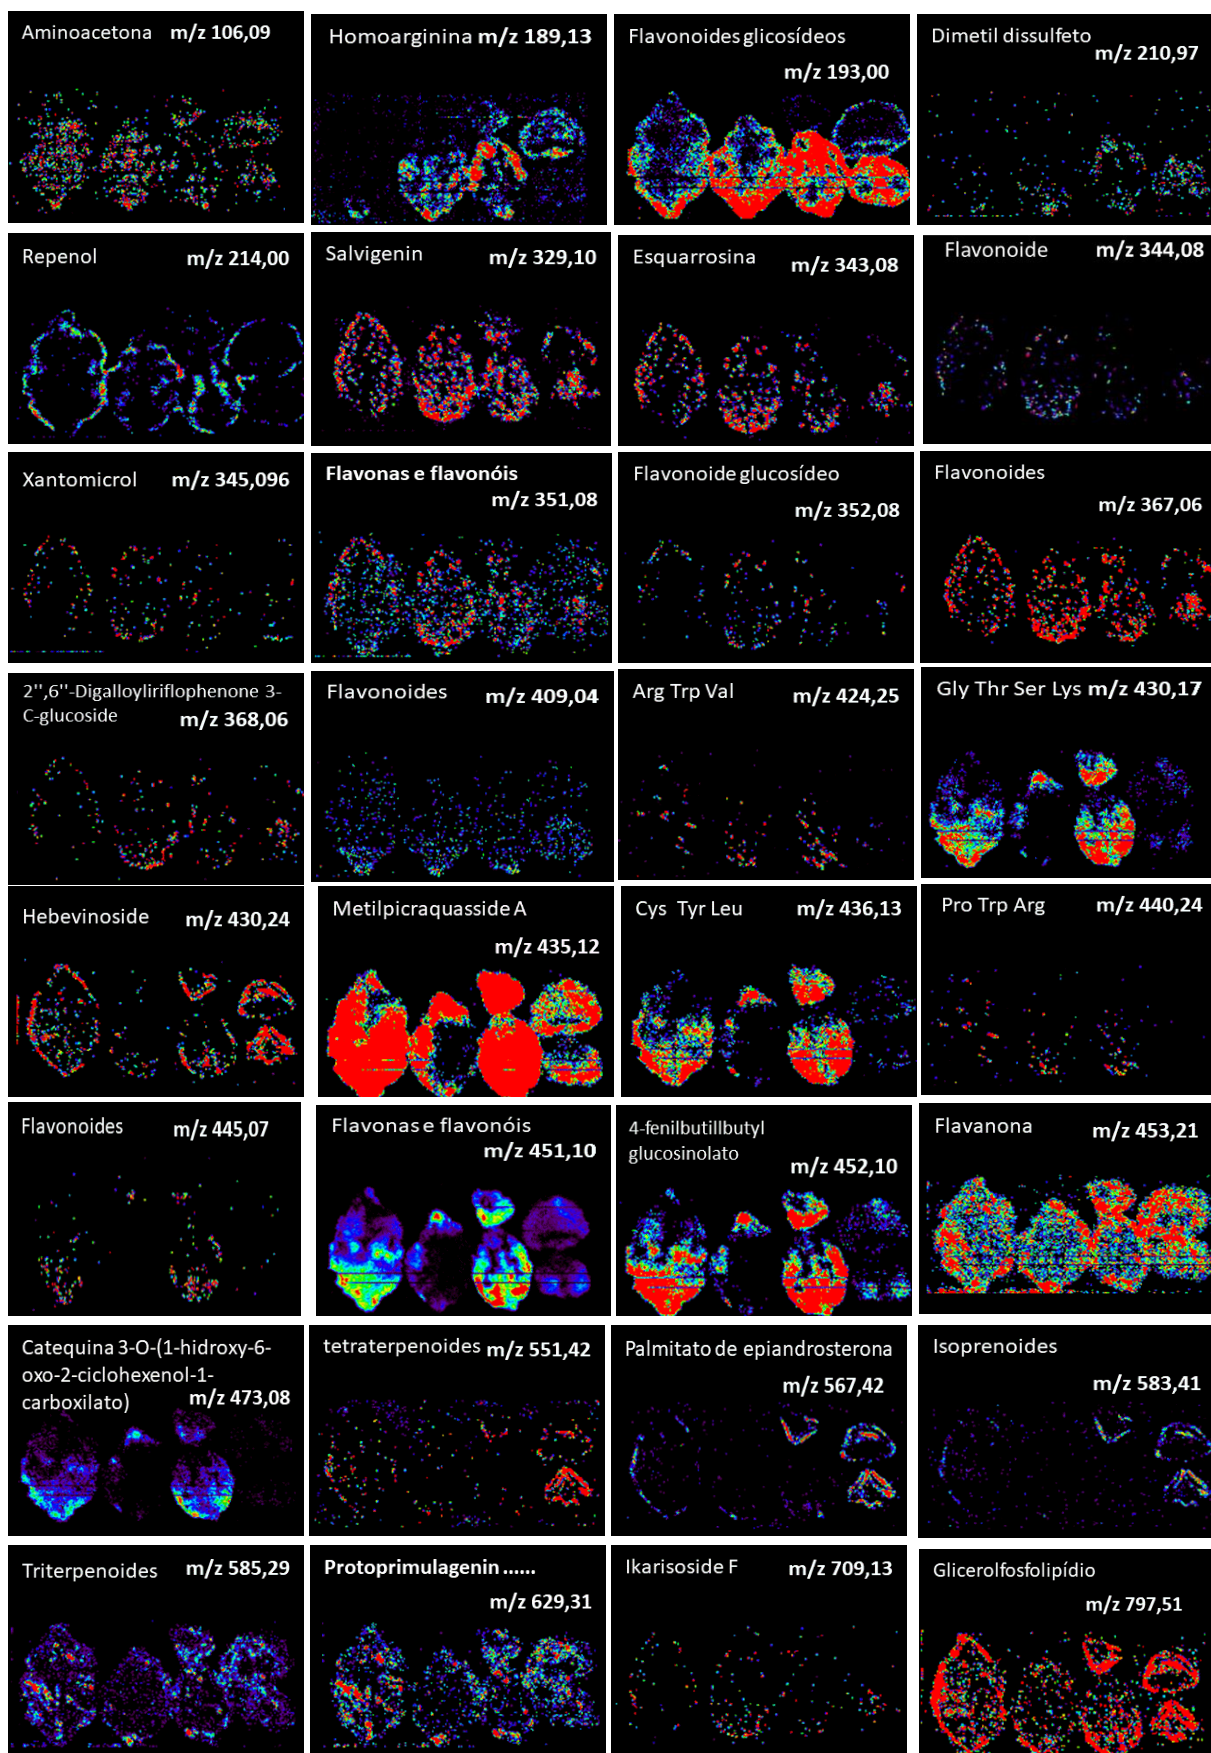 Aminoacetona m/z 106,09
Homoarginina m/z 189,13
Flavonoides glicosídeos
m/z 193,00
Dimetil dissulfeto
m/z 210,97
Repenol m/z 214,00
Salvigenin m/z 329,10
Esquarrosina m/z 343,08
Flavonoide m/z 344,08
Xantomicrol m/z 345,096
Flavonas e flavonóis
m/z 351,08
Flavonoide glucosídeo
m/z 352,08
Flavonoides
m/z 367,06
2'',6''-Digalloyliriflophenone 3-
C-glucoside m/z 368,06
Flavonoides m/z 409,04
Arg Trp Val m/z 424,25
Gly Thr Ser Lys m/z 430,17
Hebevinoside m/z 430,24
Metilpicraquasside A
m/z 435,12
Cys Tyr Leu m/z 436,13
Pro Trp Arg m/z 440,24
Flavonoides m/z 445,07
Flavonas e flavonóis
m/z 451,10
4-fenilbutillbutyl
glucosinolato
m/z 452,10
Flavanona m/z 453,21
Catequina 3-O-(1-hidroxy-6-
oxo-2-ciclohexenol-1-
carboxilato) m/z 473,08
tetraterpenoides m/z 551,42
Palmitato de epiandrosterona
m/z 567,42
Isoprenoides
m/z 583,41
Triterpenoides m/z 585,29
Protoprimulagenin ......
m/z 629,31
Ikarisoside F m/z 709,13
Glicerolfosfolipídio
m/z 797,51